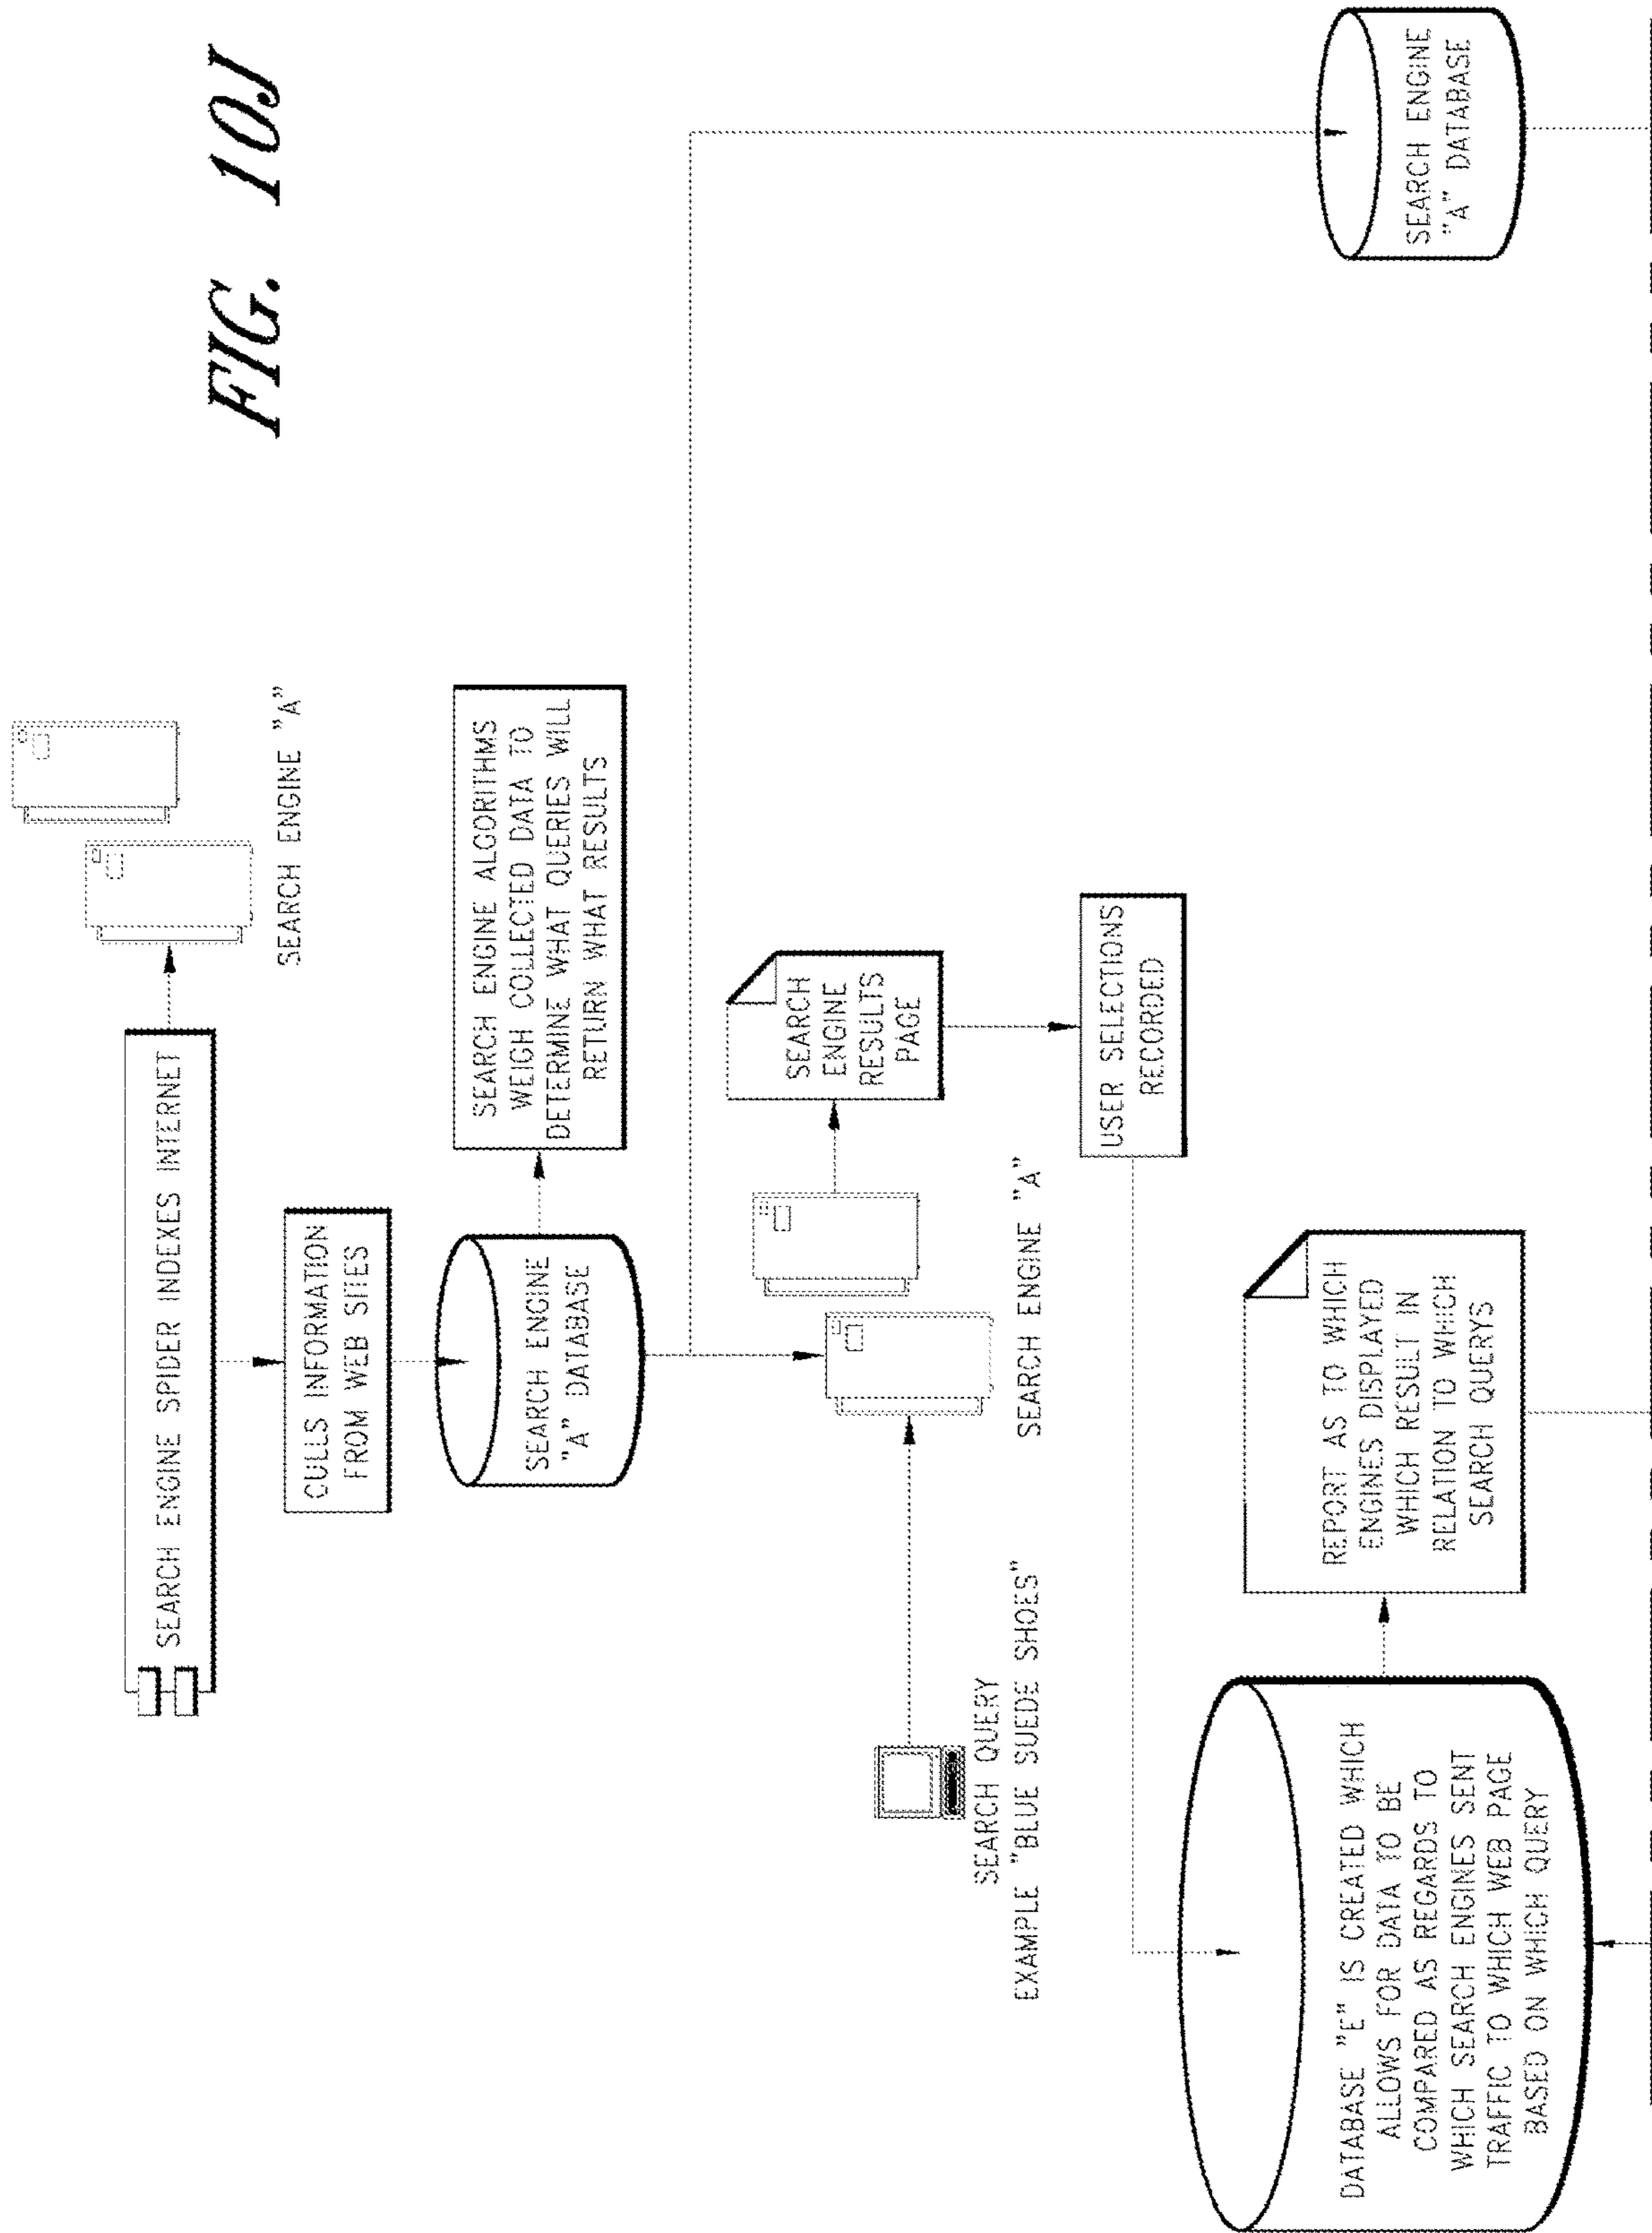 FIG. 10J
SEARCH ENGINE SPIDER INDEXES INTERNET
SEARCH ENGINE "A"
CULLS INFORMATION
FROM WEB SITES
SEARCH ENGINE
"A" DATABASE
SEARCH ENGINE ALGORITHMS
WEIGH COLLECTED DATA TO
DETERMINE WHAT QUERIES WILL
RETURN WHAT RESULTS
SEARCH
ENGINE
RESULTS
PAGE
SEARCH QUERY
EXAMPLE "BLUE SUEDE SHOES"
SEARCH ENGINE "A"
USER SELECTIONS
RECORDED
DATABASE "E" IS CREATED WHICH
ALLOWS FOR DATA TO BE
COMPARED AS REGARDS TO
WHICH SEARCH ENGINES SENT
TRAFFIC TO WHICH WEB PAGE
BASED ON WHICH QUERY
REPORT AS TO WHICH
ENGINES DISPLAYED
WHICH RESULT IN
RELATION TO WHICH
SEARCH QUERYS
SEARCH ENGINE
"A" DATABASE